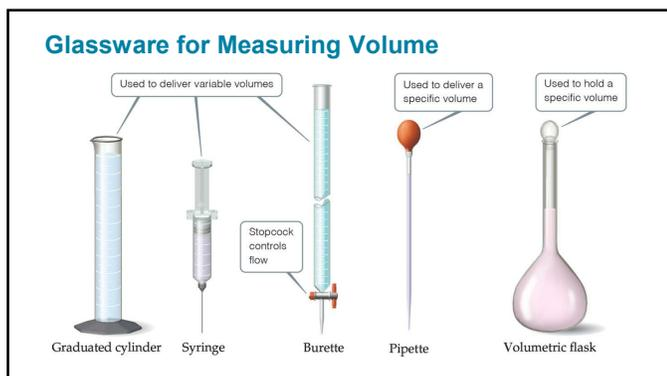 Glassware for Measuring Volume
Used to deliver variable volumes
Used to deliver a
specific volume
Used to hold a
specific volume
Stopcock
controls
flow
Graduated cylinder
Syringe
Burette
Pipette
Volumetric flask